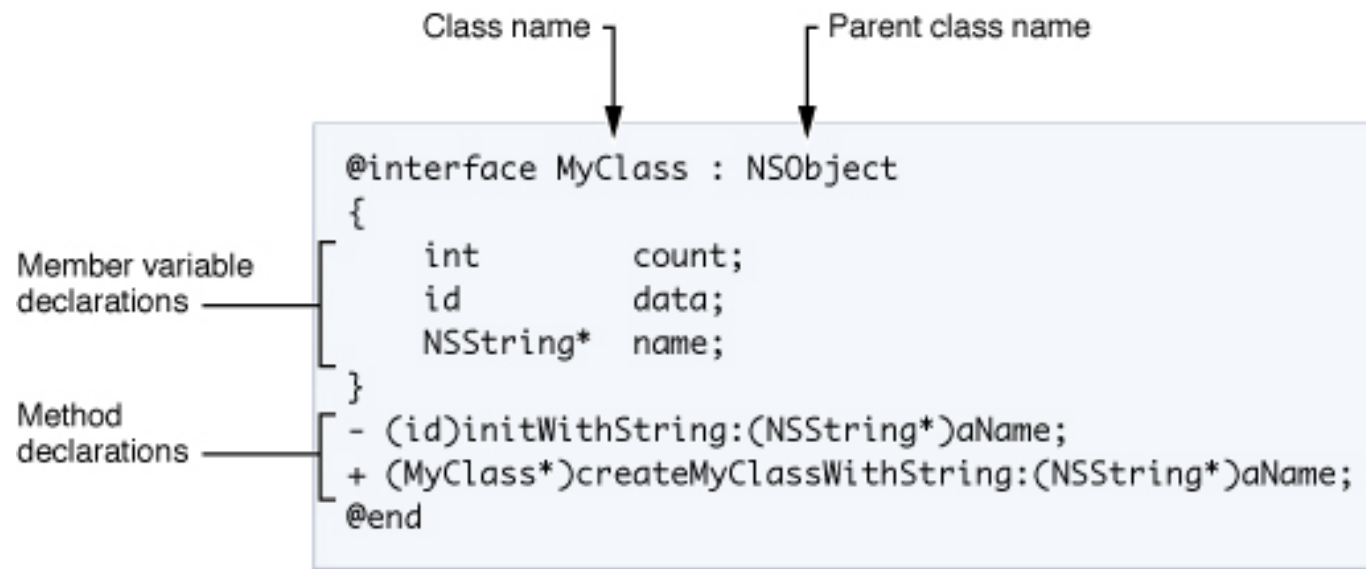 Class name
Parent class name
@interface MyClass : NSObject
{
int count;
id data;
NSString* name;
}
- (id)initWithString:(NSString*)aName;
+ (MyClass*)createMyClassWithString:(NSString*)aName;
@end
Member variable
declarations
Method
declarations